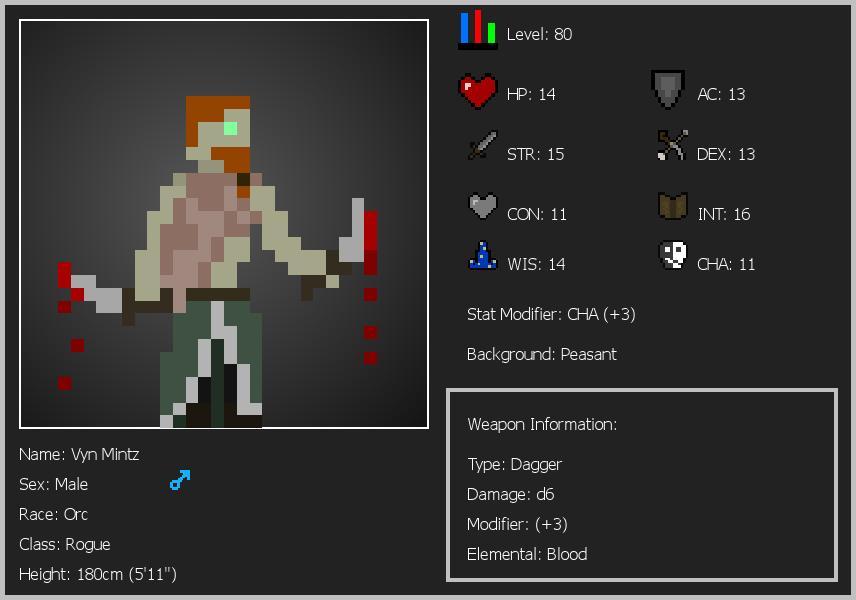 Level: 80
HP: 14
AC: 13
STR: 15
DEX: 13
CON: 11
INT: 16
WIS: 14
CHA: 11
Stat Modifier: CHA (+3)
Background: Peasant
Weapon Information:
Type: Dagger
Damage: d6
Modifier: (+3)
Elemental: Blood
Name: Vyn Mintz
Sex: Male
Race: Orc
Class: Rogue
Height: 180cm (5'11")